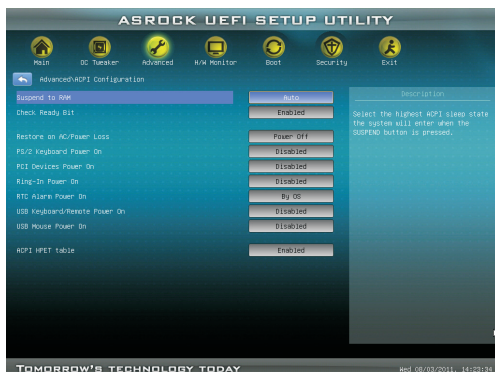 ASROCK UEFI SETUP UTILITY
Main OC Tweaker Advanced H/W Monitor Boot Security Exit
Advanced\ACPI Configuration
Description
Suspend to RAM Auto
Check Ready Bit Enabled
Select the highest ACPI sleep state
the system will enter when the
SUSPEND button is pressed.
Restore on AC/Power Loss Power Off
PS/2 Keyboard Power On Disabled
PCI Devices Power On Disabled
Ring-In Power On Disabled
RTC Alarm Power On By OS
USB Keyboard/Remote Power On Disabled
USB Mouse Power On Disabled
ACPI HPET table Enabled
TOMORROW'S TECHNOLOGY TODAY
Wed 08/03/2011, 14:23:34